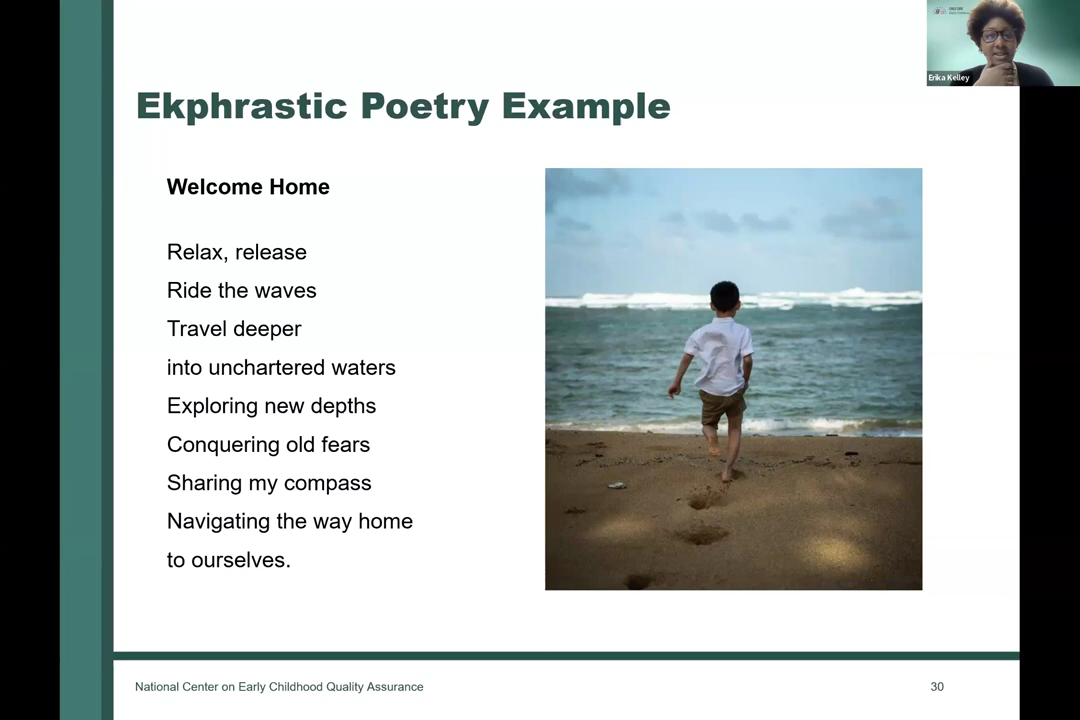 Erika Kelley
Ekphrastic Poetry Example
Welcome Home
Relax, release
Ride the waves
Travel deeper
into unchartered waters
Exploring new depths
Conquering old fears
Sharing my compass
Navigating the way home
to ourselves.
National Center on Early Childhood Quality Assurance
30